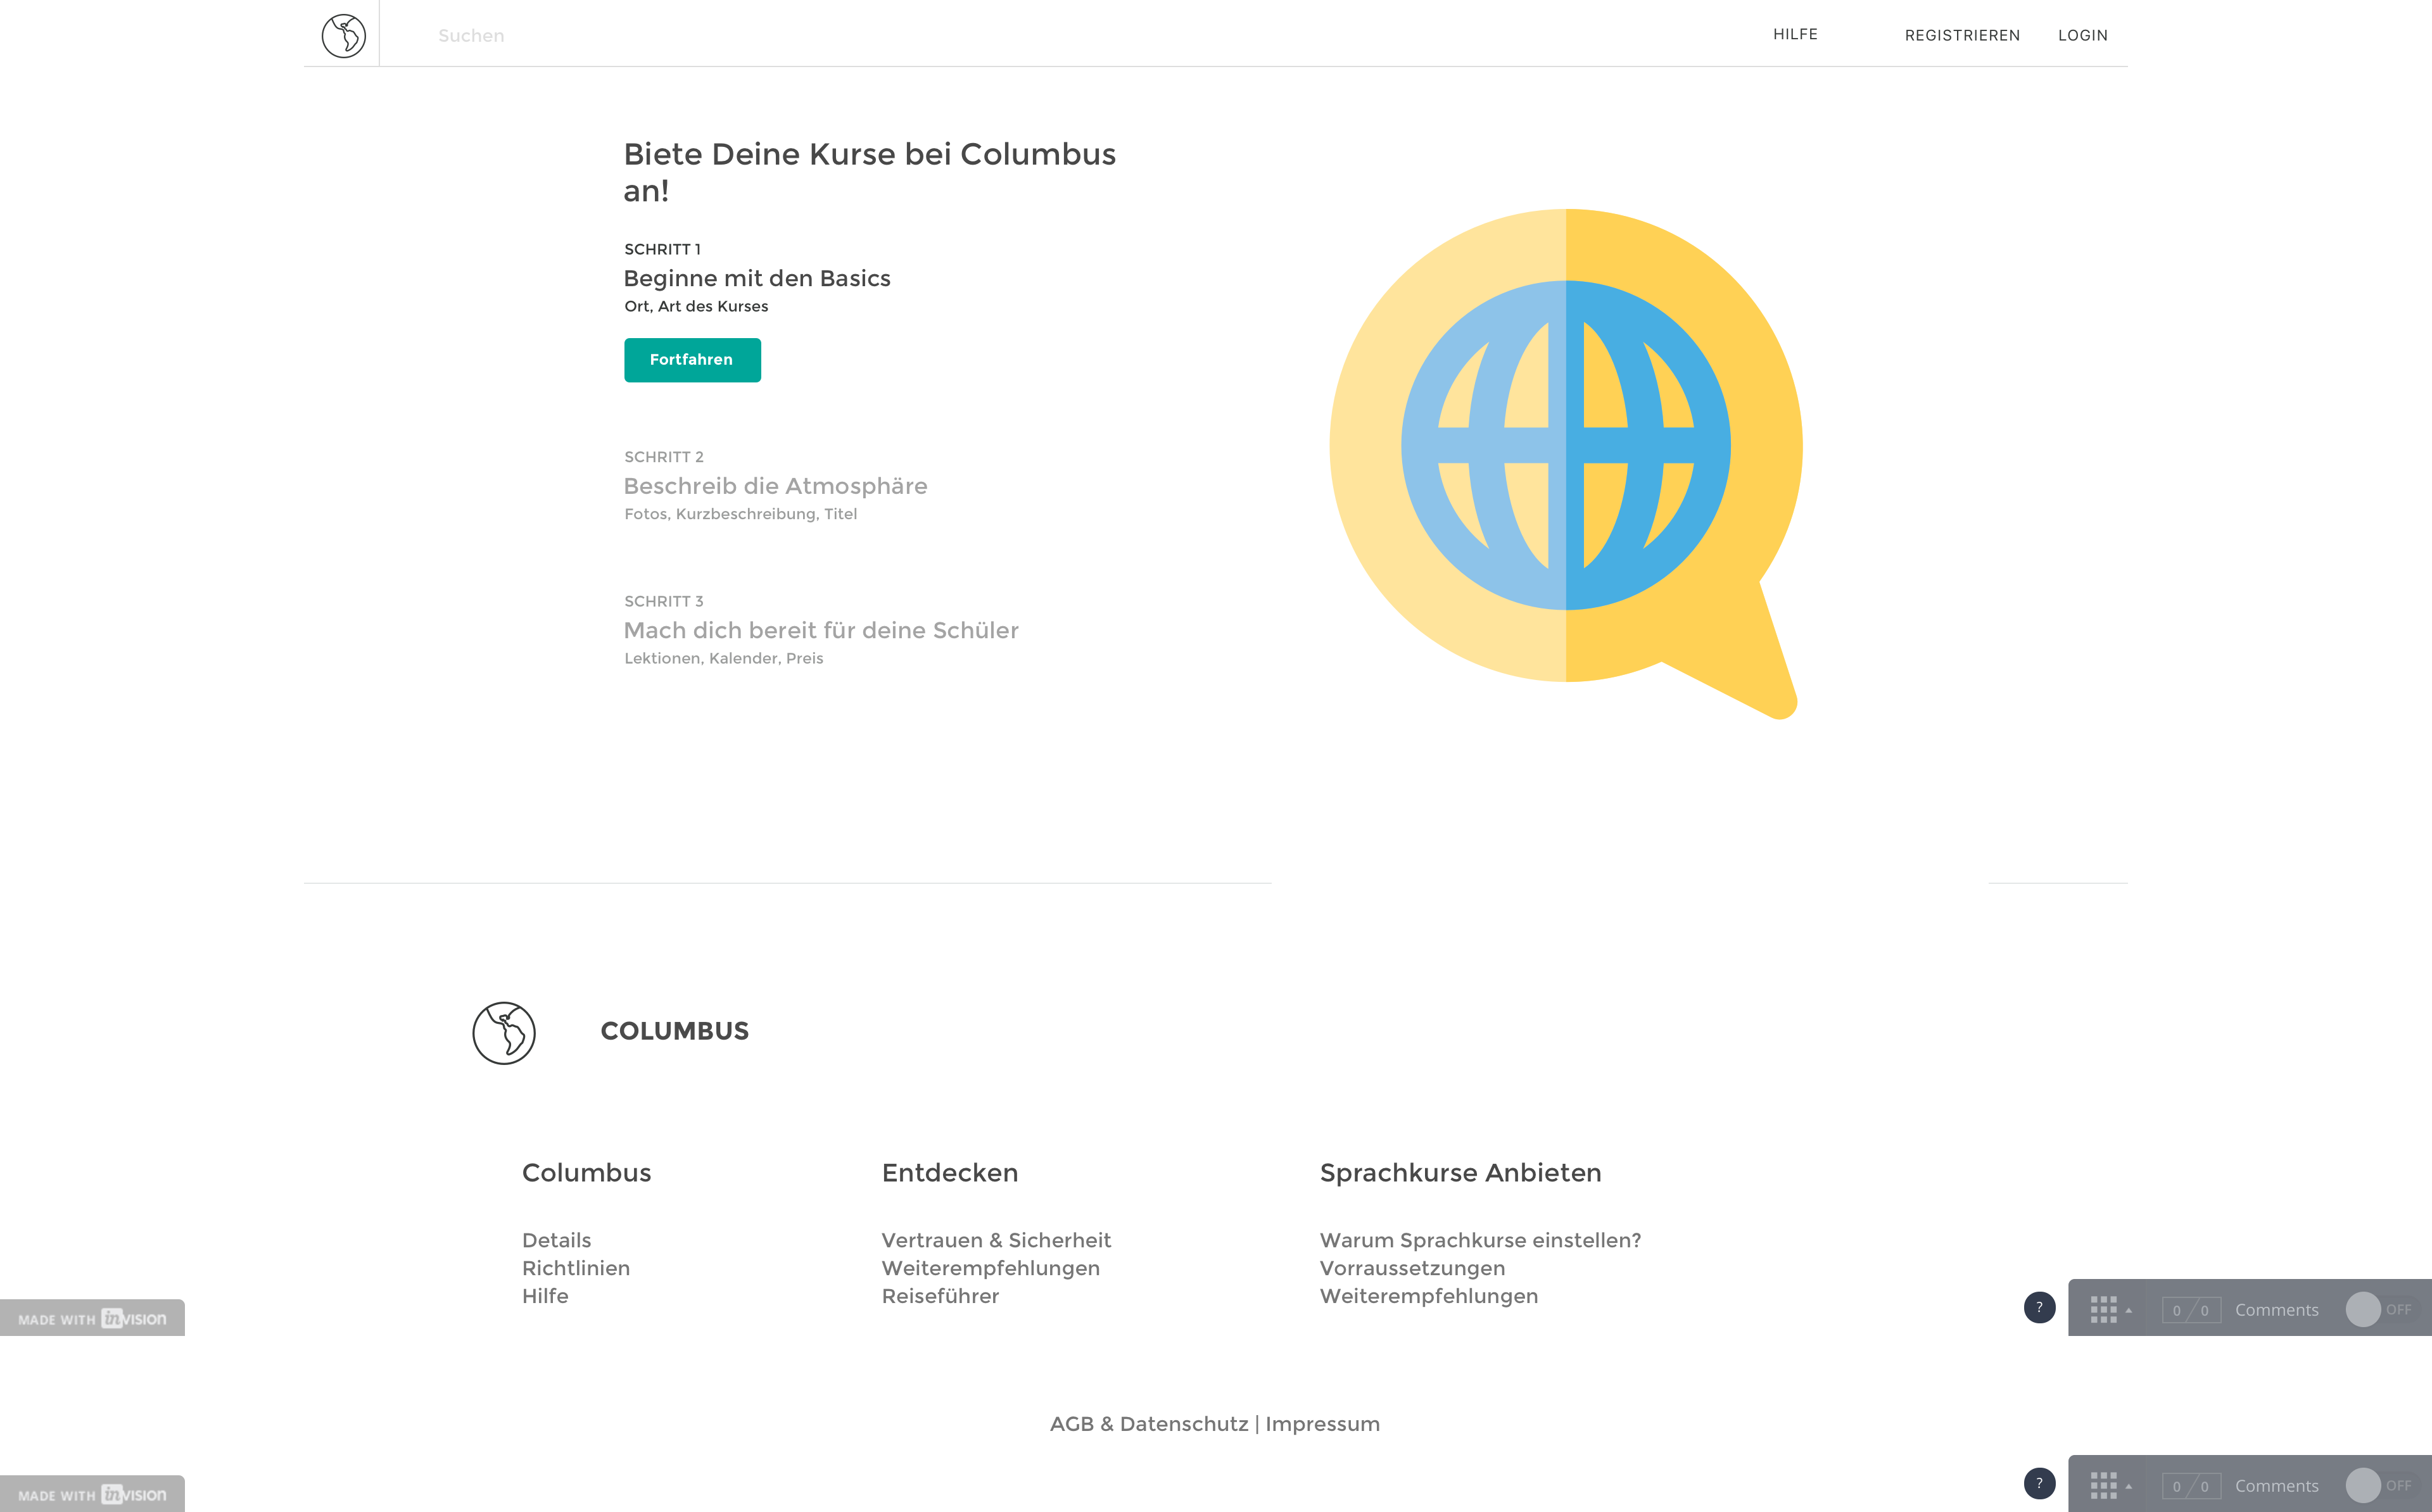 Suchen
HILFE
REGISTRIEREN
LOGIN
Biete Deine Kurse bei Columbus
an!
SCHRITT 1
Beginne mit den Basics
Ort, Art des Kurses
Fortfahren
SCHRITT 2
Beschreib die Atmosphäre
Fotos, Kurzbeschreibung, Titel
SCHRITT 3
Mach dich bereit für deine Schüler
Lektionen, Kalender, Preis
COLUMBUS
Columbus
Details
Richtlinien
Hilfe
Entdecken
Vertrauen & Sicherheit
Weiterempfehlungen
Reiseführer
Sprachkurse Anbieten
Warum Sprachkurse einstellen?
Vorraussetzungen
Weiterempfehlungen
MADE WITH inVISION
? 0 / 0 Comments OFF
AGB & Datenschutz | Impressum
MADE WITH inVISION
? 0 / 0 Comments OFF